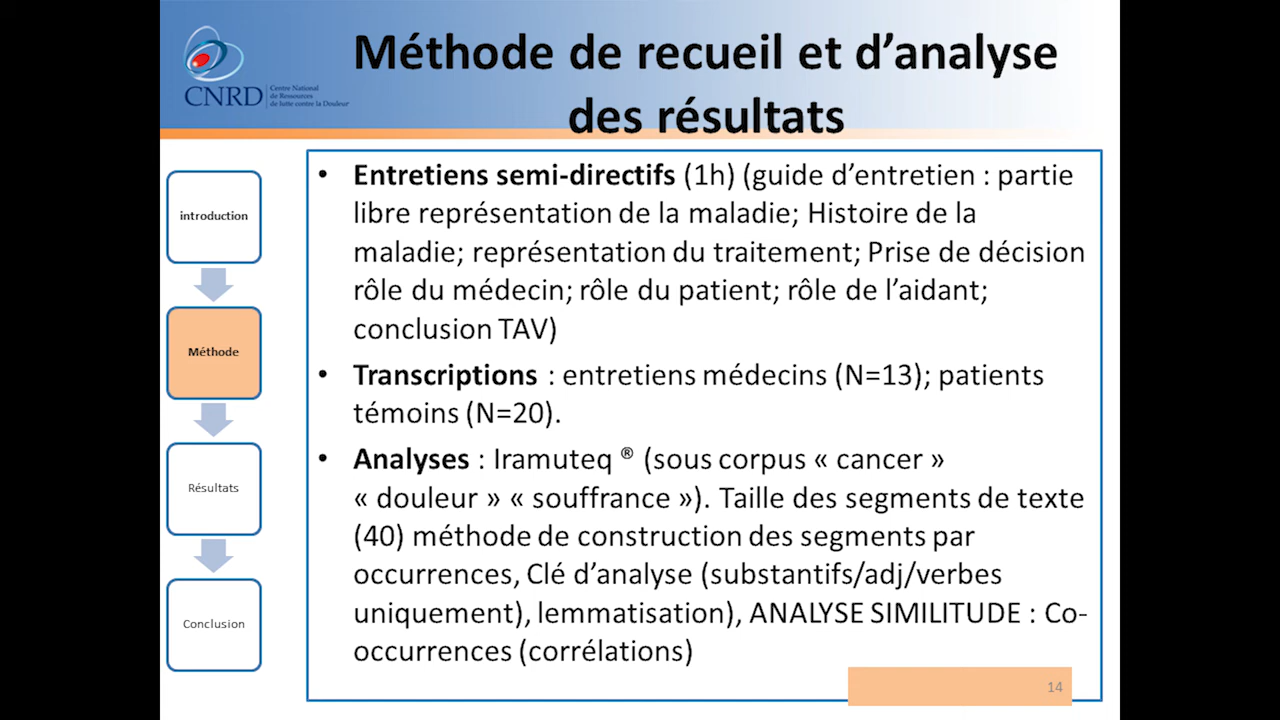 Méthode de recueil et d’analyse
des résultats
CNRD
Centre National
de Ressources
de lutte contre la Douleur
introduction
Méthode
Résultats
Conclusion
• Entretiens semi-directifs (1h) (guide d’entretien : partie
libre représentation de la maladie; Histoire de la
maladie; représentation du traitement; Prise de décision
rôle du médecin; rôle du patient; rôle de l’aidant;
conclusion TAV)
• Transcriptions : entretiens médecins (N=13); patients
témoins (N=20).
• Analyses : Iramuteq ® (sous corpus « cancer »
« douleur » « souffrance »). Taille des segments de texte
(40) méthode de construction des segments par
occurrences, Clé d’analyse (substantifs/adj/verbes
uniquement), lemmatisation), ANALYSE SIMILITUDE : Co-
occurrences (corrélations)
14